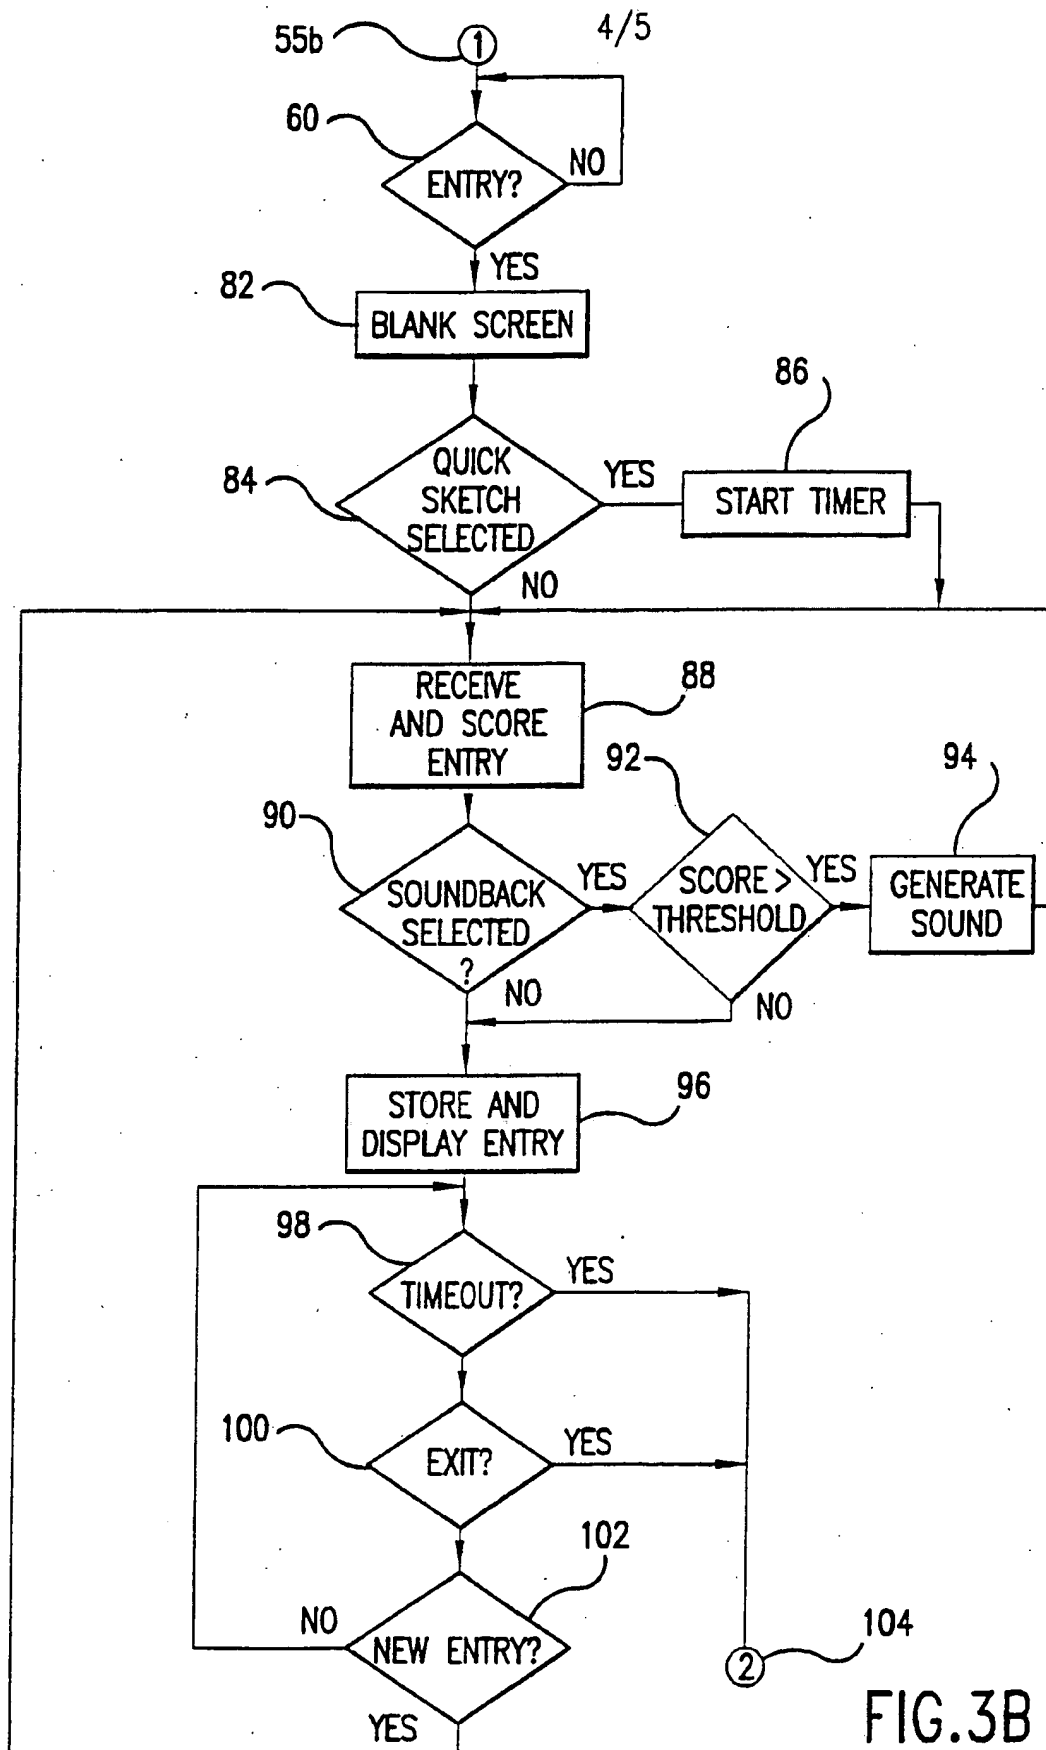 4/5
55b
1
60
ENTRY?
NO
YES
82
BLANK SCREEN
86
84
QUICK
SKETCH
SELECTED
YES
START TIMER
NO
88
RECEIVE
AND SCORE
ENTRY
92
94
90
SOUNDBACK
SELECTED
?
YES
SCORE >
THRESHOLD
YES
GENERATE
SOUND
NO
NO
96
STORE AND
DISPLAY ENTRY
98
TIMEOUT?
YES
100
EXIT?
YES
102
NO
NEW ENTRY?
104
2
YES
FIG.3B